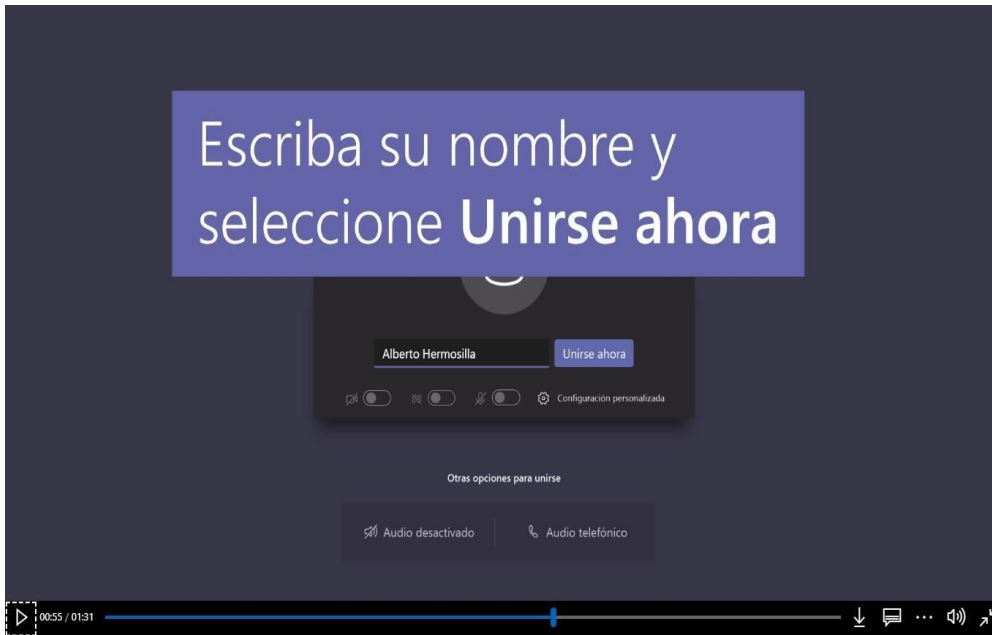 Escriba su nombre y
seleccione Unirse ahora
Alberto Hermosilla
Unirse ahora
Configuración personalizada
Otras opciones para unirse
Audio desactivado
Audio telefónico
00:55 / 01:31